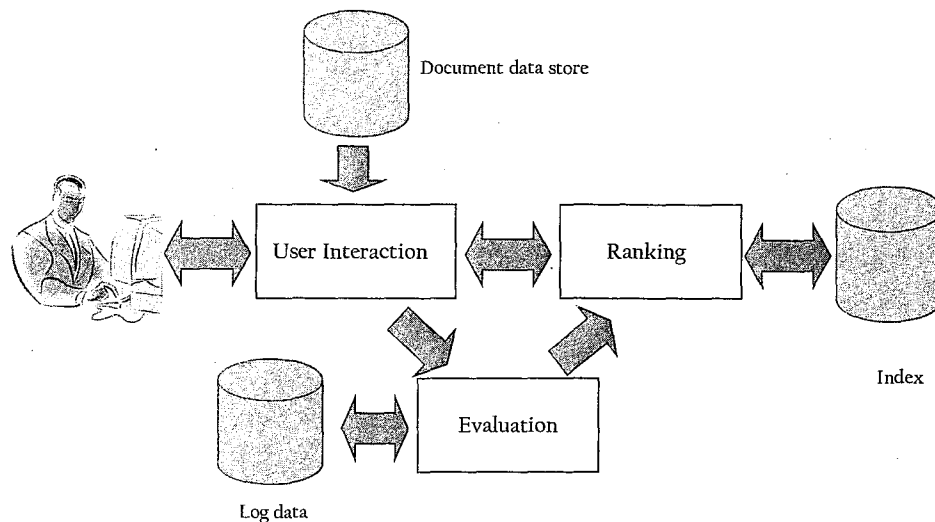 Document data store
User Interaction
Ranking
Index
Evaluation
Log data